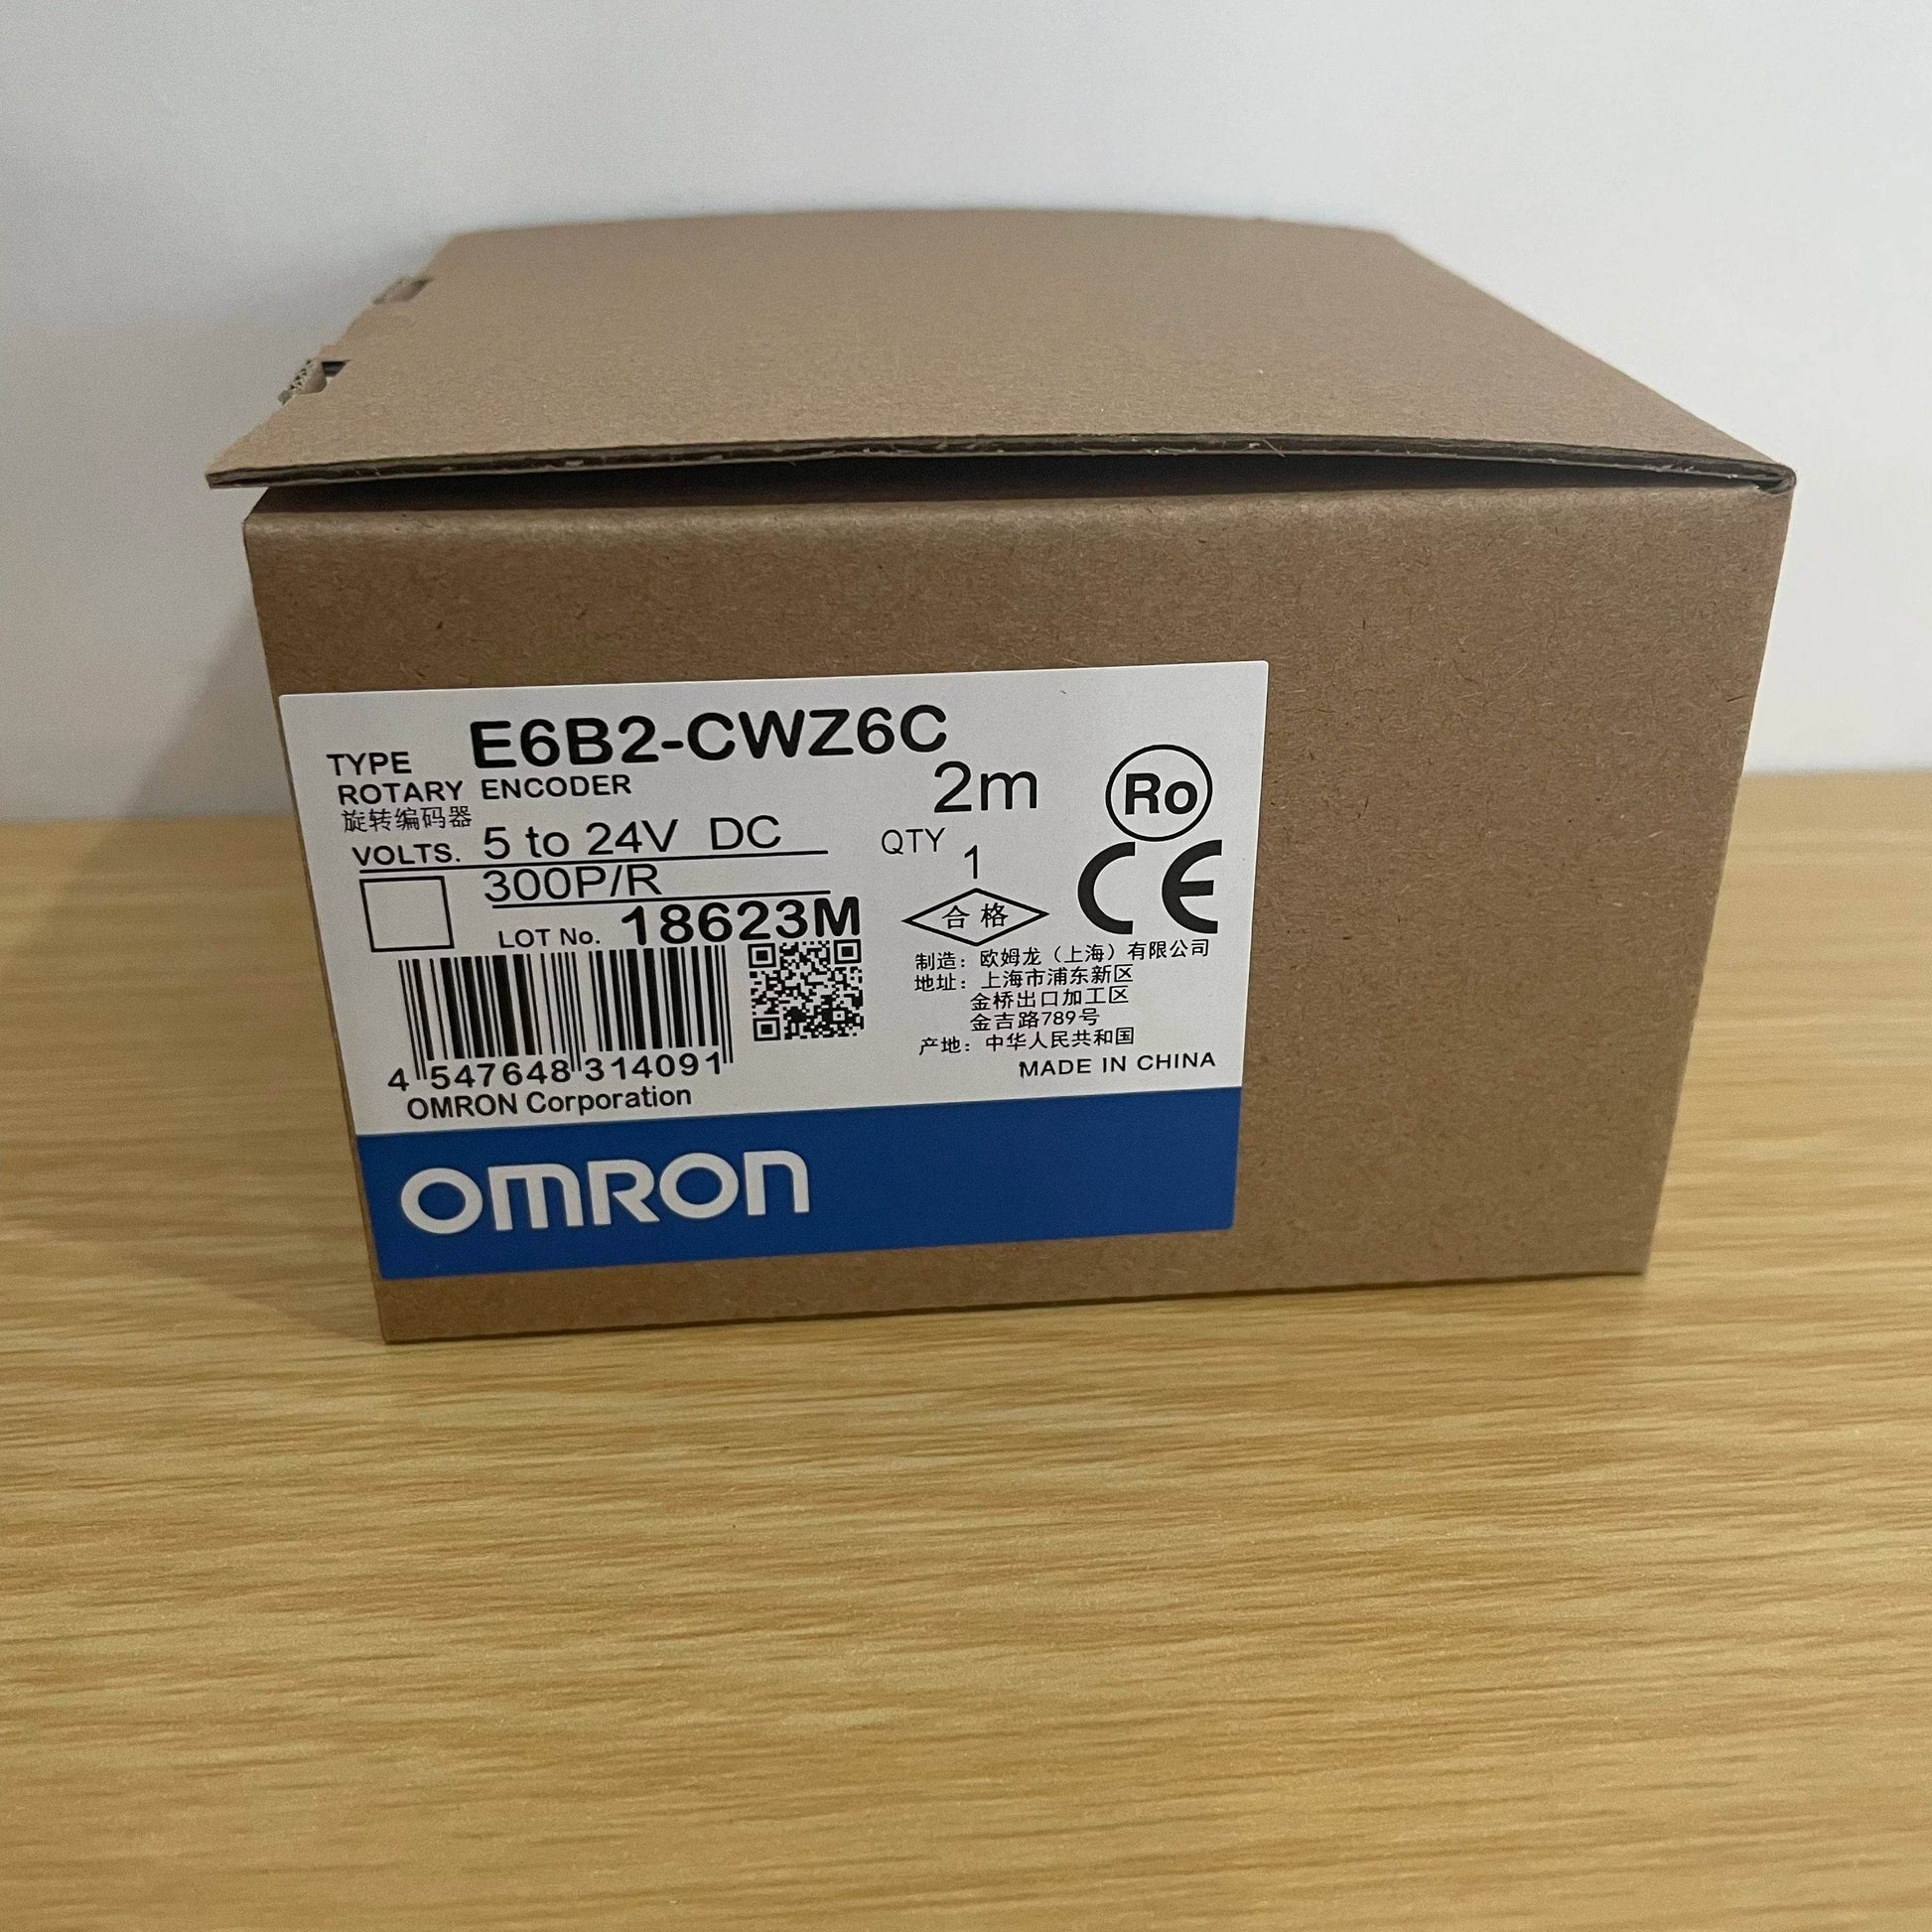 TYPE E6B2-CWZ6C
ROTARY ENCODER 2m
旋转编码器
VOLTS. 5 to 24V DC
QTY 1
300P/R
LOT No. 18623M
Ro
CE
合格
制造：欧姆龙（上海）有限公司
地址：上海市浦东新区
金桥出口加工区
金吉路789号
产地：中华人民共和国
MADE IN CHINA
4 547648 314091
OMRON Corporation
OMRON